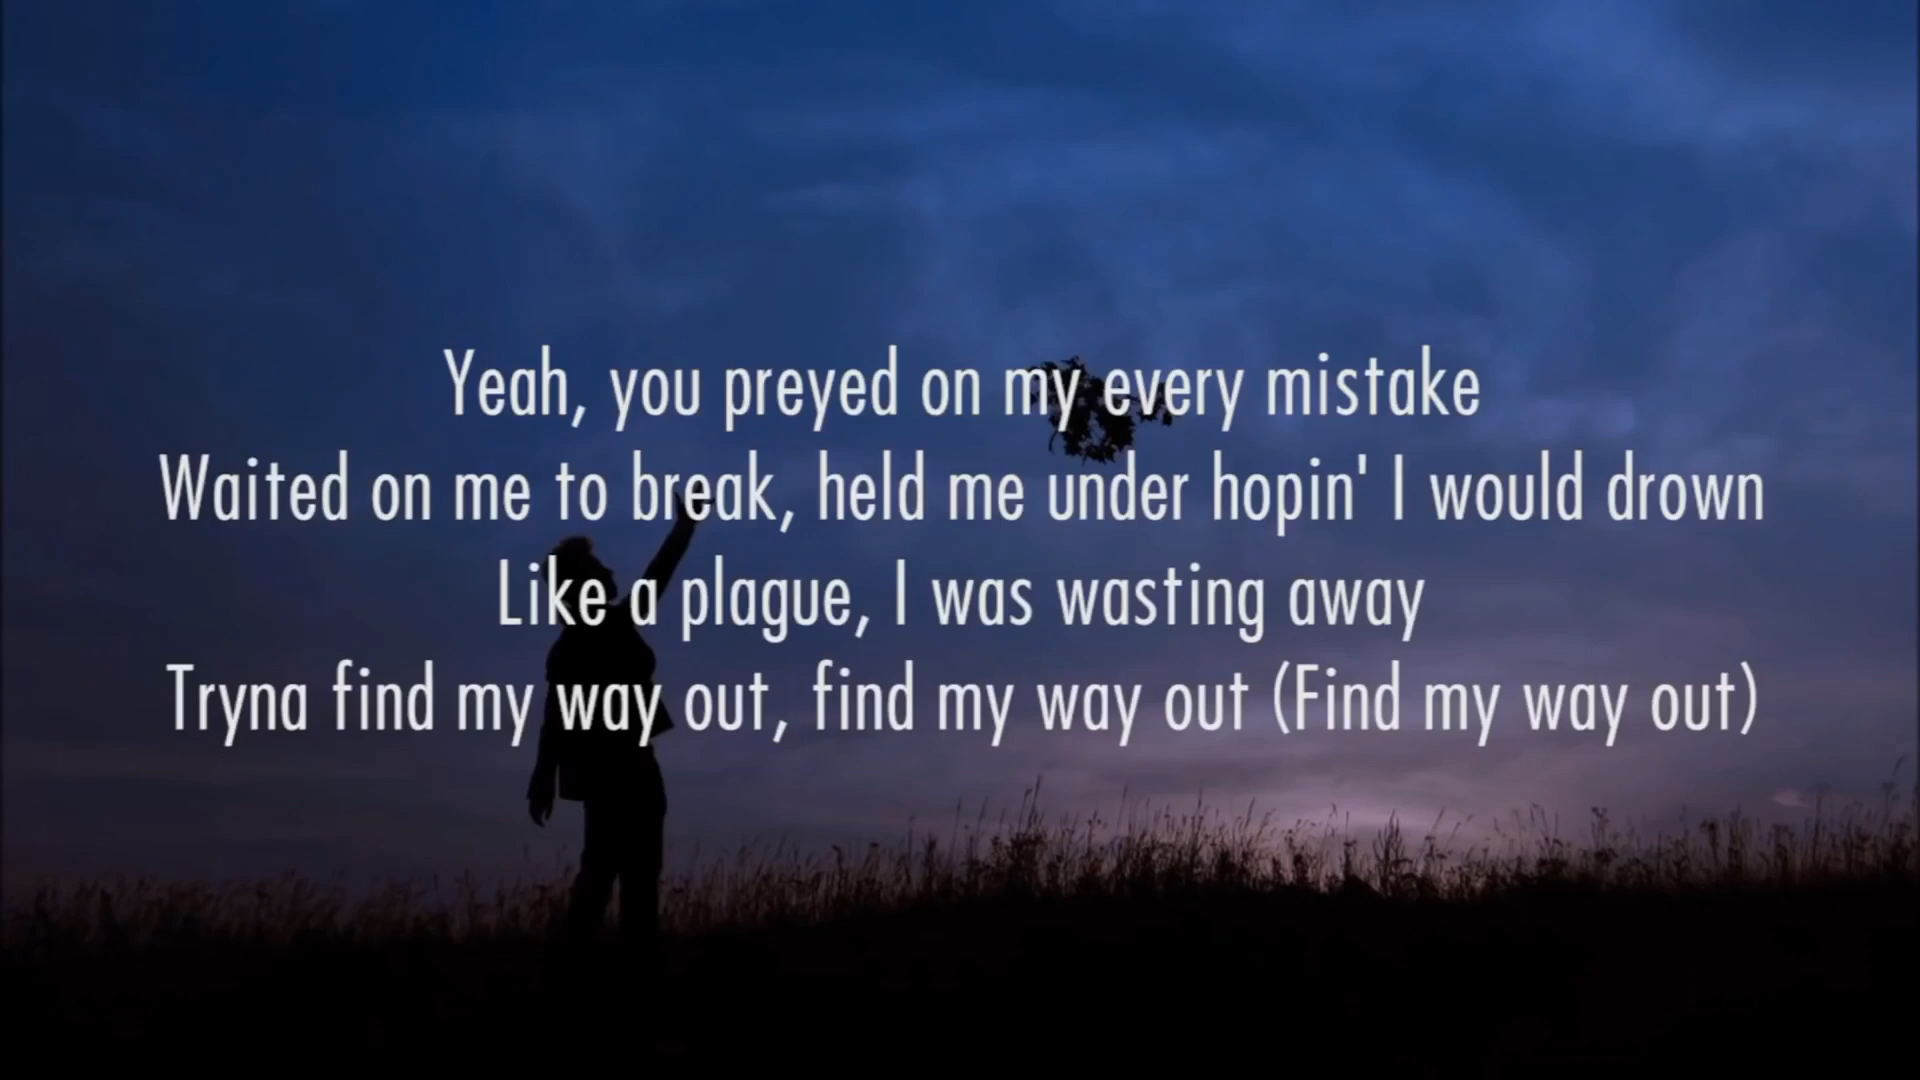 Yeah, you preyed on my every mistake
Waited on me to break, held me under hopin' I would drown
Like a plague, I was wasting away
Tryna find my way out, find my way out (Find my way out)